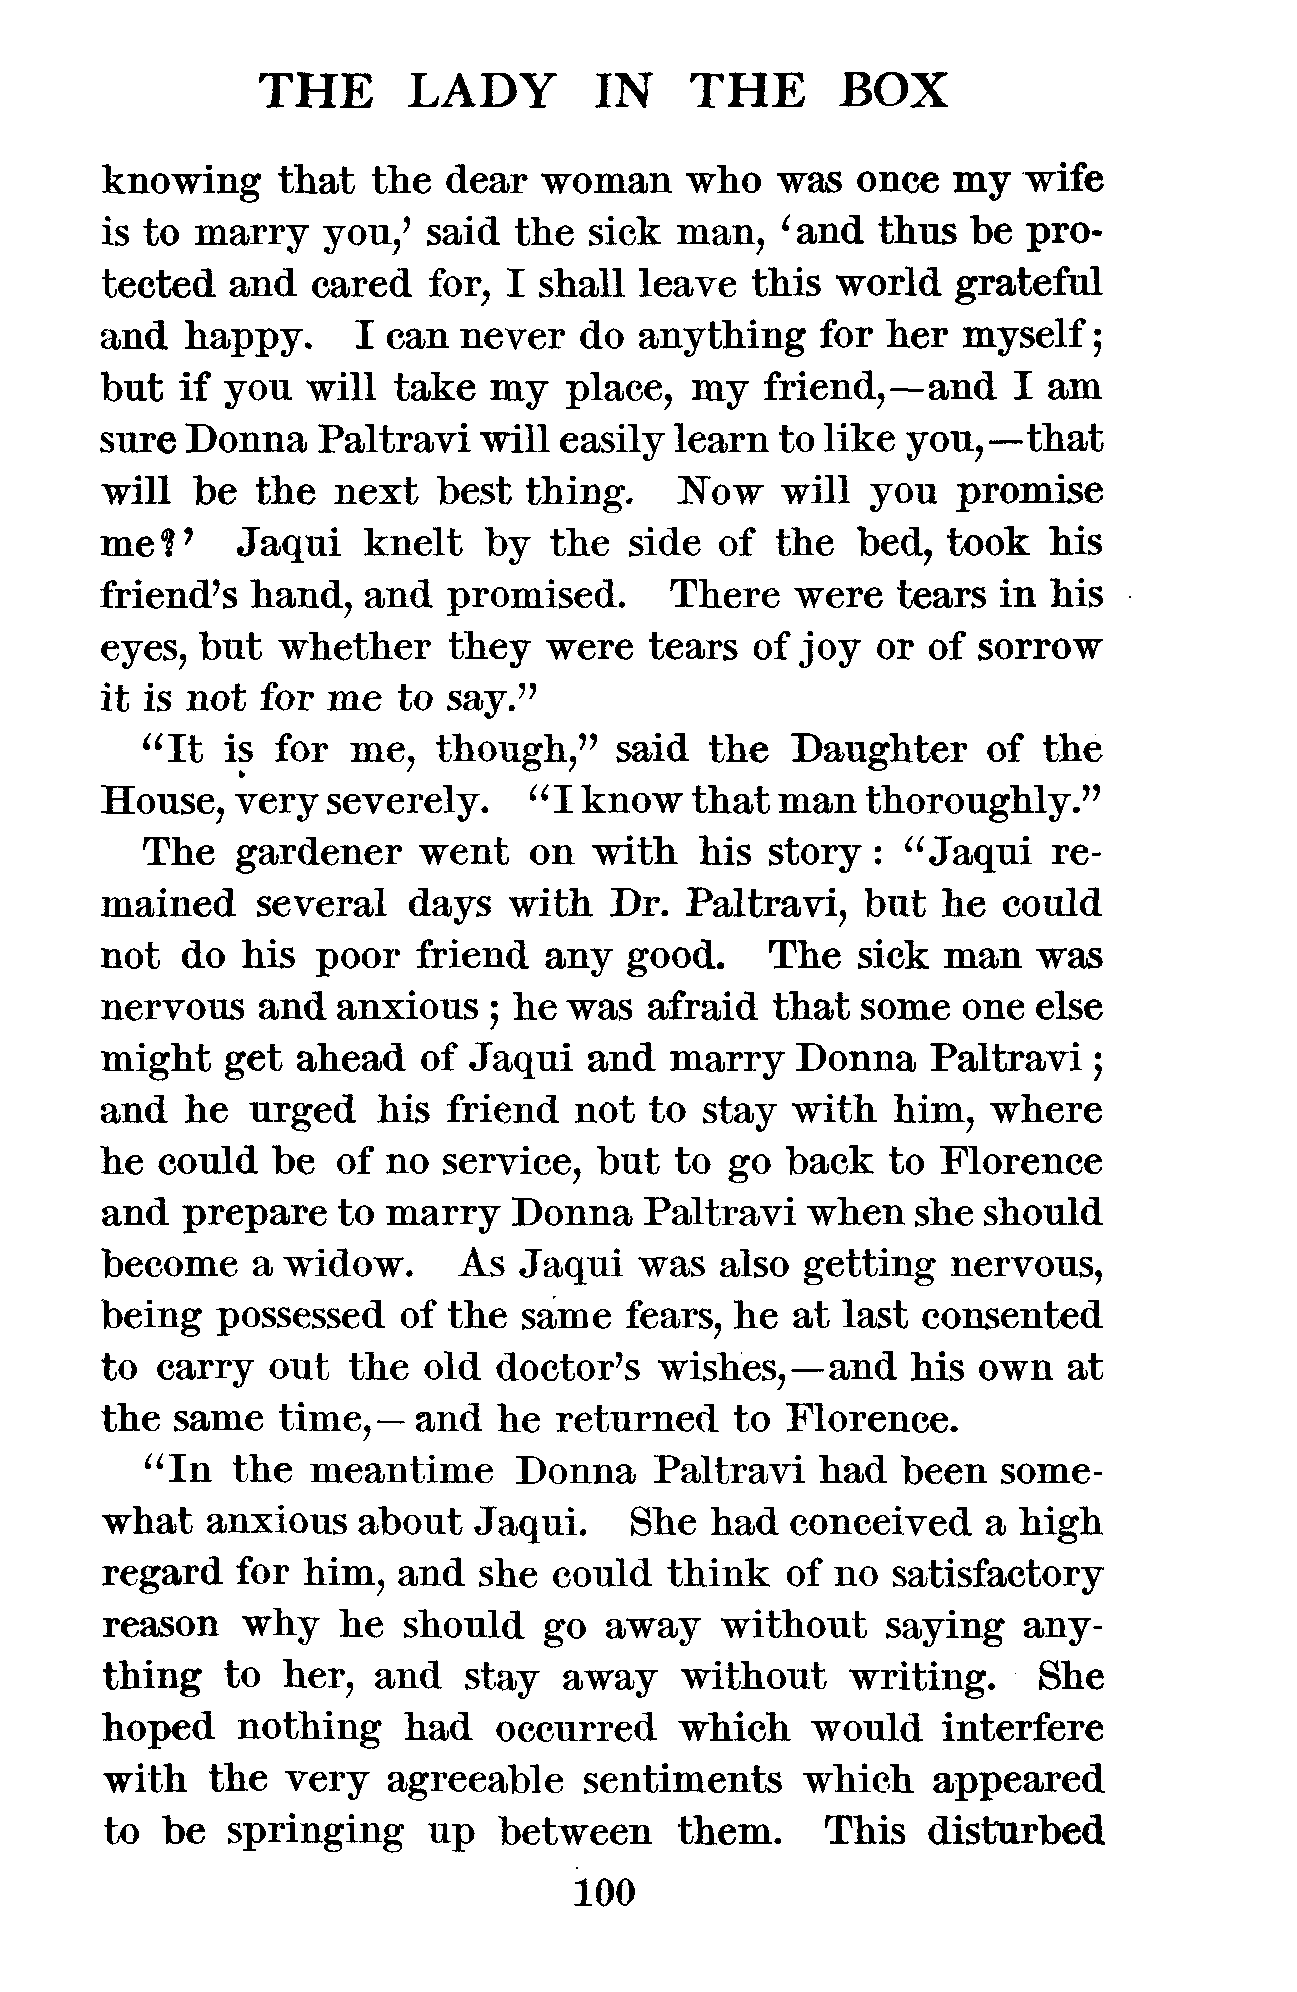 THE LADY IN THE BOX
knowing that the dear woman who was once my wife
is to marry you,’ said the sick man, ‘and thus be pro-
tected and cared for, I shall leave this world grateful
and happy. I can never do anything for her myself;
but if you will take my place, my friend,—and I am
sure Donna Paltravi will easily learn to like you,—that
will be the next best thing. Now will you promise
me?’ Jaqui knelt by the side of the bed, took his
friend’s hand, and promised. There were tears in his
eyes, but whether they were tears of joy or of sorrow
it is not for me to say.”
“It is for me, though,” said the Daughter of the
House, very severely. “I know that man thoroughly.”
The gardener went on with his story: “Jaqui re-
mained several days with Dr. Paltravi, but he could
not do his poor friend any good. The sick man was
nervous and anxious; he was afraid that some one else
might get ahead of Jaqui and marry Donna Paltravi;
and he urged his friend not to stay with him, where
he could be of no service, but to go back to Florence
and prepare to marry Donna Paltravi when she should
become a widow. As Jaqui was also getting nervous,
being possessed of the same fears, he at last consented
to carry out the old doctor’s wishes,—and his own at
the same time,—and he returned to Florence.
“In the meantime Donna Paltravi had been some-
what anxious about Jaqui. She had conceived a high
regard for him, and she could think of no satisfactory
reason why he should go away without saying any-
thing to her, and stay away without writing. She
hoped nothing had occurred which would interfere
with the very agreeable sentiments which appeared
to be springing up between them. This disturbed
100